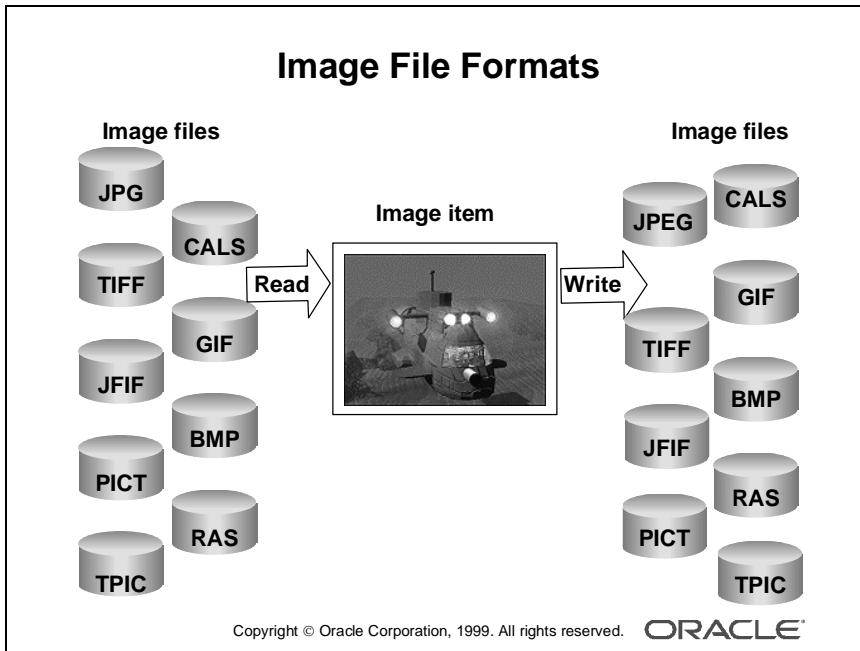 Image File Formats
Image files
JPG
CALS
TIFF
GIF
JFIF
BMP
PICT
RAS
TPIC
Read
Image item
Write
Image files
CALS
JPEG
GIF
TIFF
BMP
JFIF
RAS
PICT
TPIC
Copyright © Oracle Corporation, 1999. All rights reserved.
ORACLE®